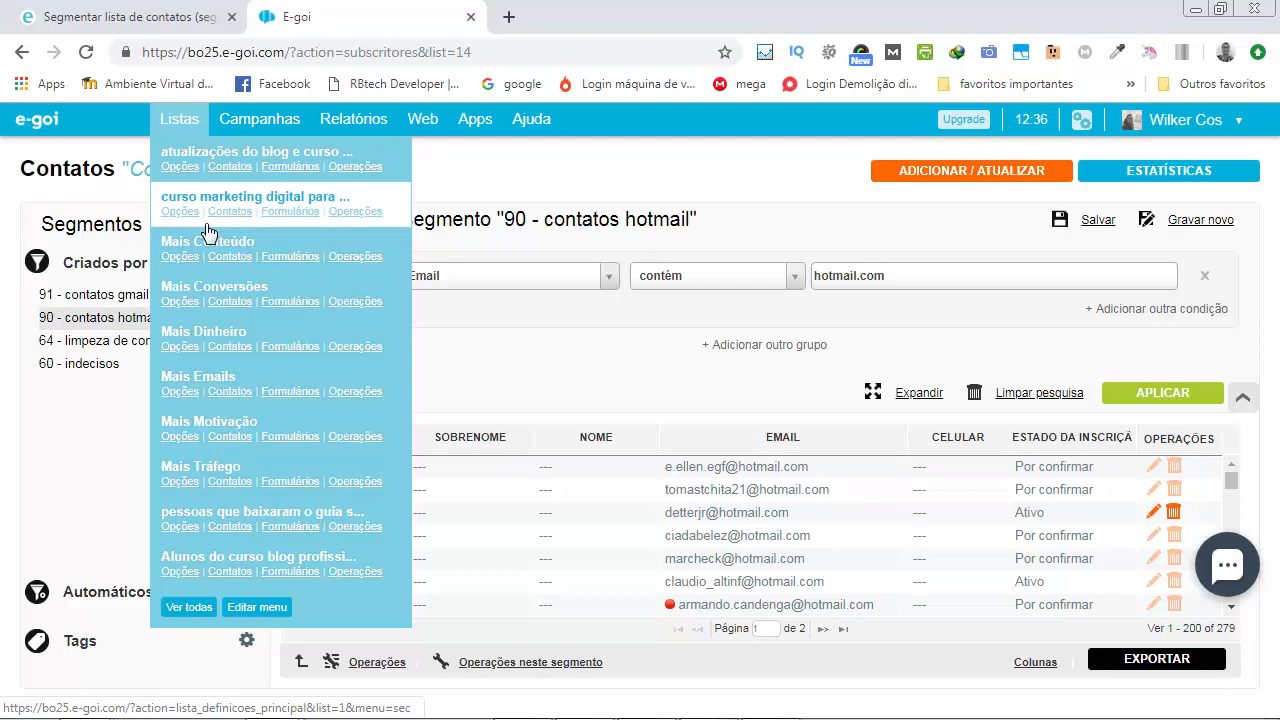 Segmentar lista de contatos (seg
E-goi
https://bo25.e-goi.com/?action=subscritores&list=14
New
Apps
Ambiente Virtual d...
Facebook
RBtech Developer |...
google
Login máquina de v...
mega
Login Demolição di...
favoritos importantes
»
Outros favoritos
e-goi
Listas
Campanhas
Relatórios
Web
Apps
Ajuda
Upgrade
12:36
Wilker Cos
Contatos "Co
ADICIONAR / ATUALIZAR
ESTATÍSTICAS
atualizações do blog e curso ...
Opções | Contatos | Formulários | Operações
curso marketing digital para ...
Opções | Contatos | Formulários | Operações
Mais Conteúdo
Opções | Contatos | Formulários | Operações
Mais Conversões
Opções | Contatos | Formulários | Operações
Mais Dinheiro
Opções | Contatos | Formulários | Operações
Mais Emails
Opções | Contatos | Formulários | Operações
Mais Motivação
Opções | Contatos | Formulários | Operações
Mais Tráfego
Opções | Contatos | Formulários | Operações
pessoas que baixaram o guia s...
Opções | Contatos | Formulários | Operações
Alunos do curso blog profissi...
Opções | Contatos | Formulários | Operações
Ver todas
Editar menu
Segmentos
Criados por
91 - contatos gmail
90 - contatos hotma
64 - limpeza de con
60 - indecisos
Automáticos
Tags
egmento "90 - contatos hotmail"
Salvar
Gravar novo
Email
contém
hotmail.com
+ Adicionar outra condição
+ Adicionar outro grupo
Expandir
Limpar pesquisa
APLICAR
SOBRENOME NOME EMAIL CELULAR ESTADO DA INSCRIÇÃ OPERAÇÕES
--- --- e.ellen.egf@hotmail.com --- Por confirmar
--- --- tomastchita21@hotmail.com --- Por confirmar
--- --- detterjr@hotmail.com --- Ativo
--- --- ciadabelez@hotmail.com --- Por confirmar
--- --- marcheck@hotmail.com --- Por confirmar
--- --- claudio_altinf@hotmail.com --- Ativo
--- --- armando.candenga@hotmail.com --- Por confirmar
Página 1 de 2
Ver 1 - 200 of 279
Operações
Operações neste segmento
Colunas
EXPORTAR
https://bo25.e-goi.com/?action=lista_definicoes_principal&list=1&menu=sec